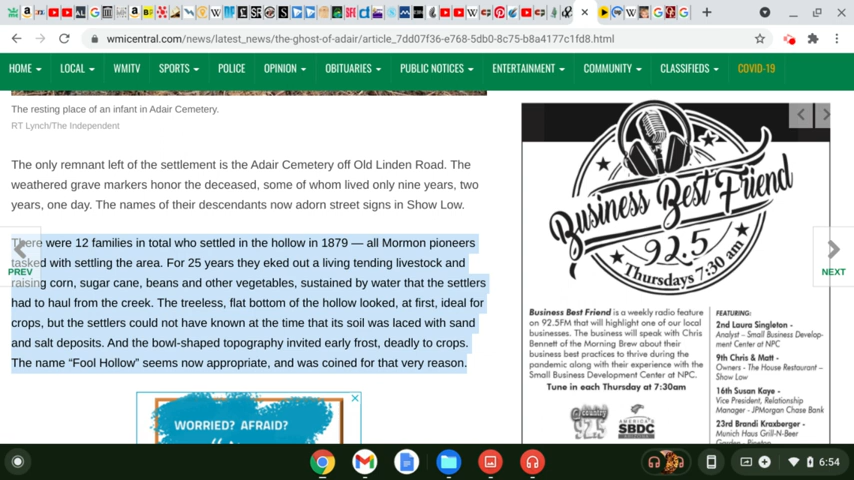 wmicentral.com/news/latest_news/the-ghost-of-adair/article_7dd07f36-e768-5db0-8c75-b8a4177c1fd8.html
HOME LOCAL WMITV SPORTS POLICE OPINION OBITUARIES PUBLIC NOTICES ENTERTAINMENT COMMUNITY CLASSIFIEDS COVID-19
The resting place of an infant in Adair Cemetery.
RT Lynch/The Independent
The only remnant left of the settlement is the Adair Cemetery off Old Linden Road. The
weathered grave markers honor the deceased, some of whom lived only nine years, two
years, one day. The names of their descendants now adorn street signs in Show Low.
There were 12 families in total who settled in the hollow in 1879 — all Mormon pioneers
tasked with settling the area. For 25 years they eked out a living tending livestock and
raising corn, sugar cane, beans and other vegetables, sustained by water that the settlers
had to haul from the creek. The treeless, flat bottom of the hollow looked, at first, ideal for
crops, but the settlers could not have known at the time that its soil was laced with sand
and salt deposits. And the bowl-shaped topography invited early frost, deadly to crops.
The name “Fool Hollow” seems now appropriate, and was coined for that very reason.
PREV
NEXT
WORRIED? AFRAID?
Business Best Friend
92.5
Thursdays 7:30 am
Business Best Friend is a weekly radio feature
on 92.5FM that will highlight one of our local
businesses. The business will speak with Chris
Bennett of the Morning Brew about their
business best practices to thrive during the
pandemic along with their experience with the
Small Business Development Center at NPC.
Tune in each Thursday at 7:30am
country
92.5
AMERICA'S
SBDC
FEATURING:
2nd Laura Singleton -
Analyst – Small Business Develop-
ment Center at NPC
9th Chris & Matt -
Owners - The House Restaurant –
Show Low
16th Susan Kaye -
Vice President, Relationship
Manager - JPMorgan Chase Bank
23rd Brandi Kraxberger -
Munich Haus Grill-N-Beer
6:54